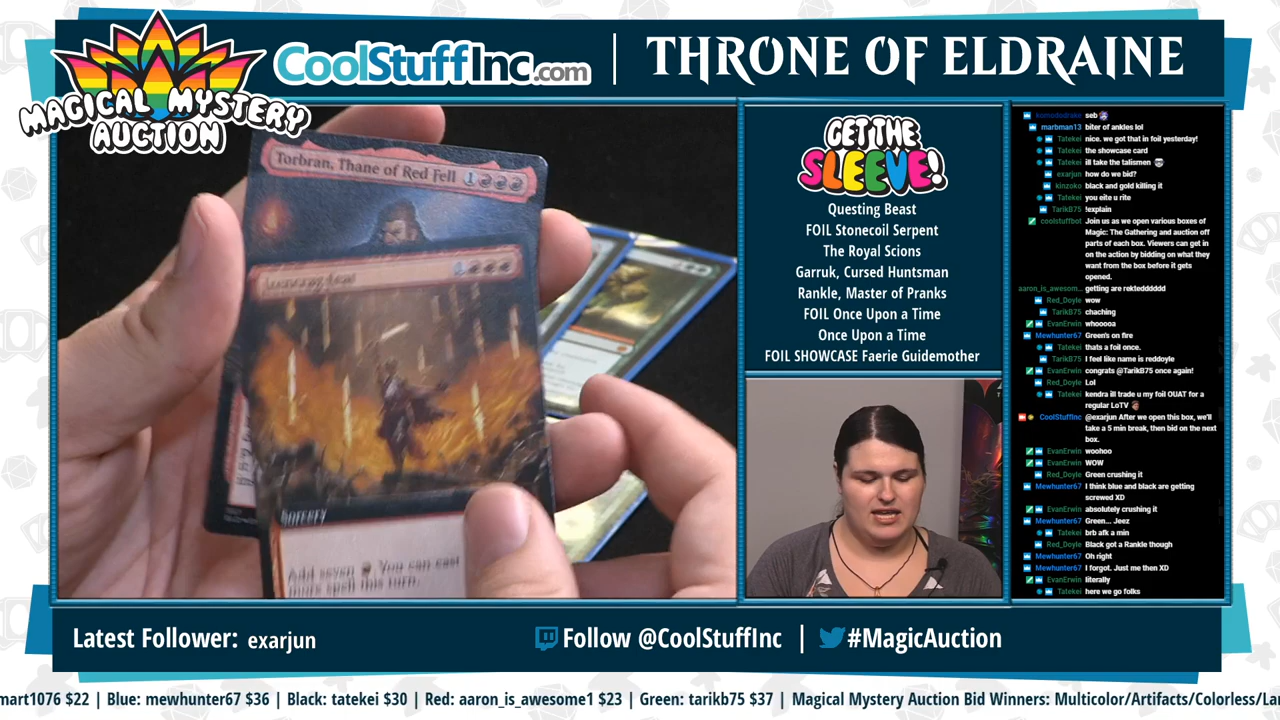 MAGICAL MYSTERY
AUCTION
CoolStuffInc.com
THRONE OF ELDRAINE
Torbran, Thane of Red Fell
Sorcery
GET THE
SLEEVE!
Questing Beast
FOIL Stonecoil Serpent
The Royal Scions
Garruk, Cursed Huntsman
Rankle, Master of Pranks
FOIL Once Upon a Time
Once Upon a Time
FOIL SHOWCASE Faerie Guidemother
komododrake seb
marbman13 biter of ankles lol
Tatekei nice. we got that in foil yesterday!
Tatekei the showcase card
Tatekei ill take the talismen
exarjun how do we bid?
kinzoko black and gold killing it
Tatekei you eite u rite
TarikB75 !explain
coolstuffbot Join us as we open various boxes of
Magic: The Gathering and auction off
parts of each box. Viewers can get in
on the action by bidding on what they
want from the box before it gets
opened.
aaron_is_awesom... getting are rektedddddd
Red_Doyle wow
TarikB75 chaching
EvanErwin whooooa
Mewhunter67 Green's on fire
Tatekei thats a foil once.
TarikB75 I feel like name is reddoyle
EvanErwin congrats @TarikB75 once again!
Red_Doyle Lol
Tatekei kendra ill trade u my foil OUAT for a
regular LoTV
CoolStuffInc @exarjun After we open this box, we'll
take a 5 min break, then bid on the next
box.
EvanErwin woohoo
EvanErwin WOW
Red_Doyle Green crushing it
Mewhunter67 I think blue and black are getting
screwed XD
EvanErwin absolutely crushing it
Mewhunter67 Green... Jeez
Tatekei brb afk a min
Red_Doyle Black got a Rankle though
Mewhunter67 Oh right
Mewhunter67 I forgot. Just me then XD
EvanErwin literally
Tatekei here we go folks
Latest Follower: exarjun
Follow @CoolStuffInc | #MagicAuction
mart1076 $22 | Blue: mewhunter67 $36 | Black: tatekei $30 | Red: aaron_is_awesome1 $23 | Green: tarikb75 $37 | Magical Mystery Auction Bid Winners: Multicolor/Artifacts/Colorless/La